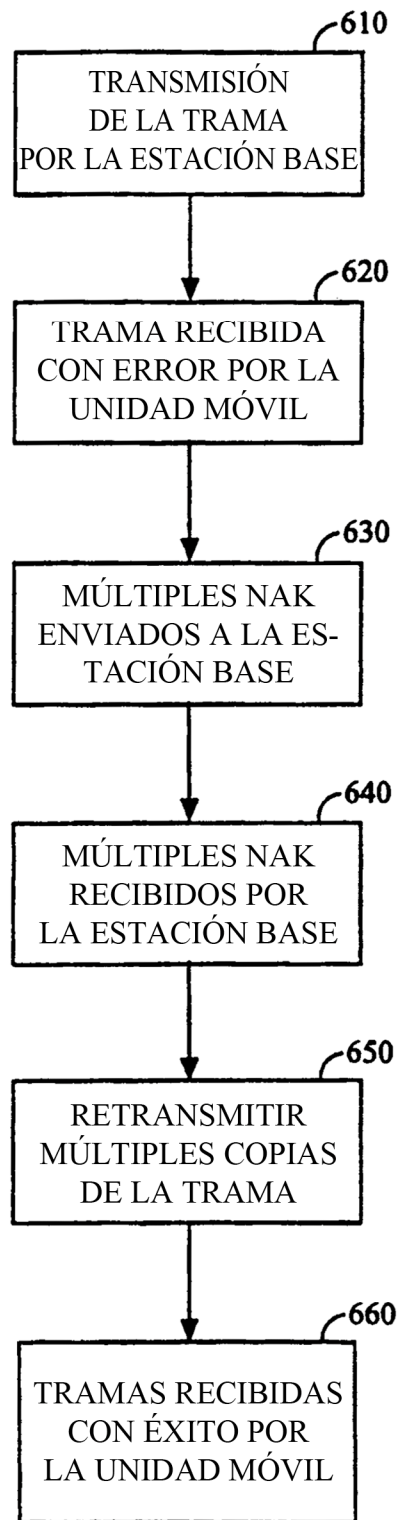 610
TRANSMISIÓN
DE LA TRAMA
POR LA ESTACIÓN BASE
620
TRAMA RECIBIDA
CON ERROR POR LA
UNIDAD MÓVIL
630
MÚLTIPLES NAK
ENVIADOS A LA ES-
TACIÓN BASE
640
MÚLTIPLES NAK
RECIBIDOS POR
LA ESTACIÓN BASE
650
RETRANSMITIR
MÚLTIPLES COPIAS
DE LA TRAMA
660
TRAMAS RECIBIDAS
CON ÉXITO POR
LA UNIDAD MÓVIL